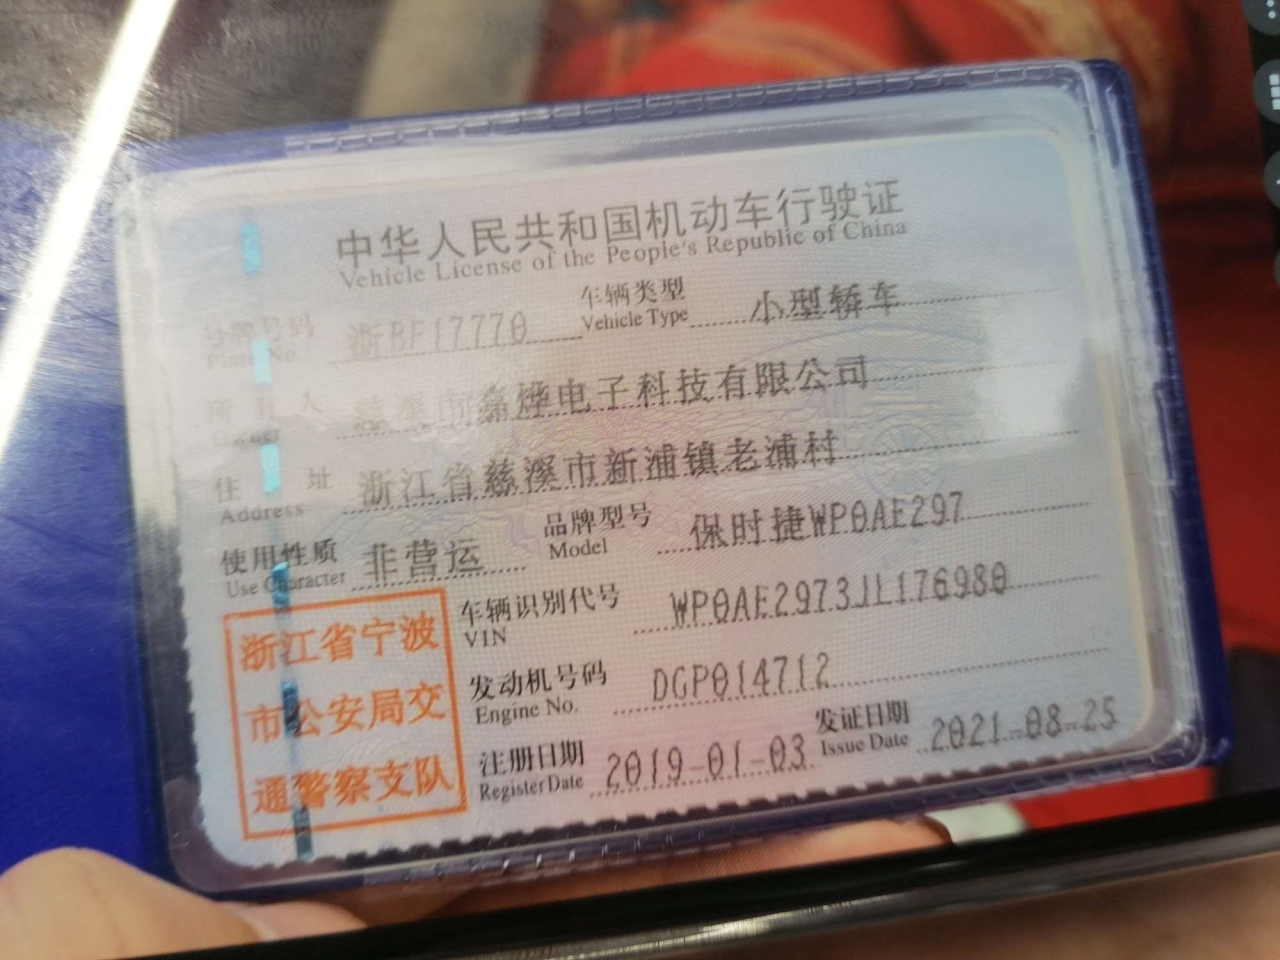 中华人民共和国机动车行驶证
Vehicle License of the People's Republic of China
号牌号码 浙BF17770 车辆类型 小型轿车
Plate No. Vehicle Type
所有人 慈溪市嘉烨电子科技有限公司
Owner
住址 浙江省慈溪市新浦镇老浦村
Address
使用性质 非营运 品牌型号 保时捷WP0AE297
Use Character Model
车辆识别代号 WP0AE2973JL176980
VIN
发动机号码 DGP014712
Engine No.
注册日期 2019-01-03 发证日期 2021-08-25
Register Date Issue Date
浙江省宁波
市公安局交
通警察支队